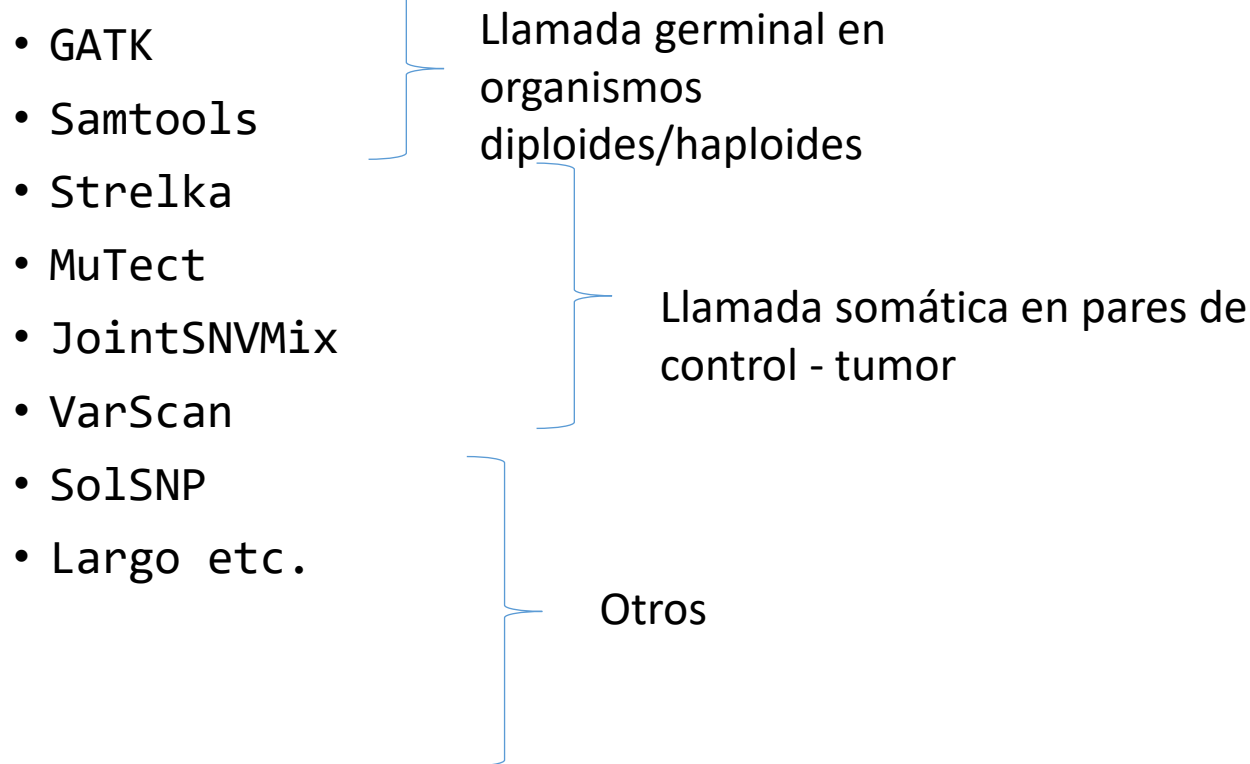 • GATK
• Samtools
• Strelka
• MuTect
• JointSNVMix
• VarScan
• SolSNP
• Largo etc.
Llamada germinal en
organismos
diploides/haploides
Llamada somática en pares de
control - tumor
Otros